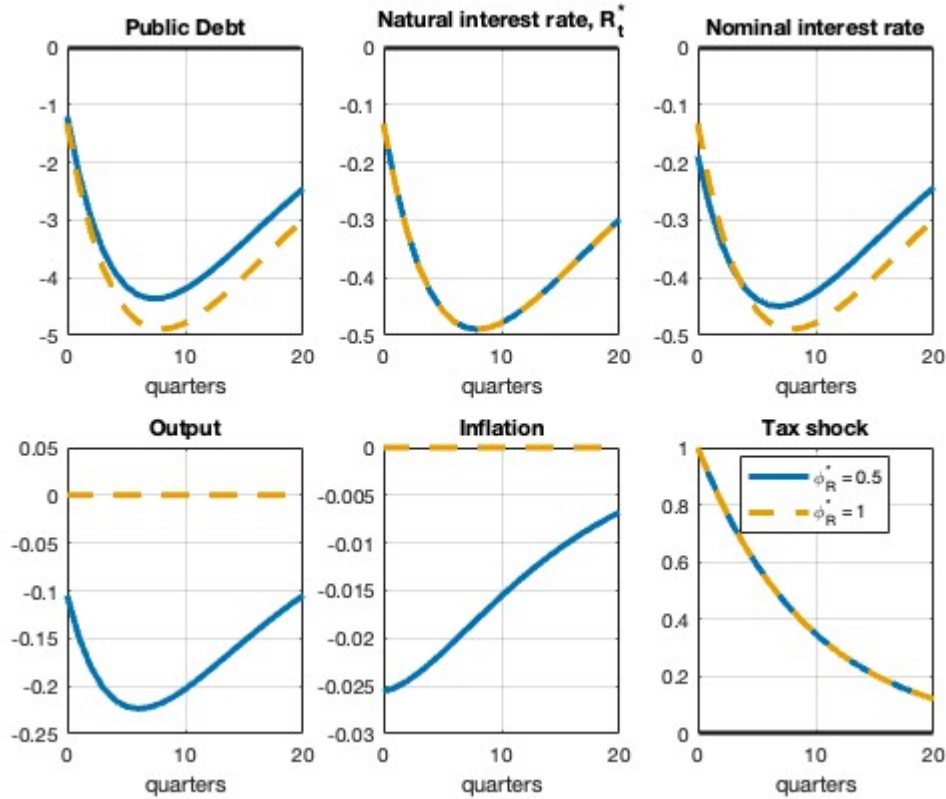 Public Debt
0
-1
-2
-3
-4
-5
0 10 20
quarters
Natural interest rate, R*t
0
-0.1
-0.2
-0.3
-0.4
-0.5
0 10 20
quarters
Nominal interest rate
0
-0.1
-0.2
-0.3
-0.4
-0.5
0 10 20
quarters
Output
0.05
0
-0.05
-0.1
-0.15
-0.2
-0.25
0 10 20
quarters
Inflation
0
-0.005
-0.01
-0.015
-0.02
-0.025
-0.03
0 10 20
quarters
Tax shock
1
0.8
0.6
0.4
0.2
0
ϕ*R = 0.5
ϕ*R = 1
0 10 20
quarters